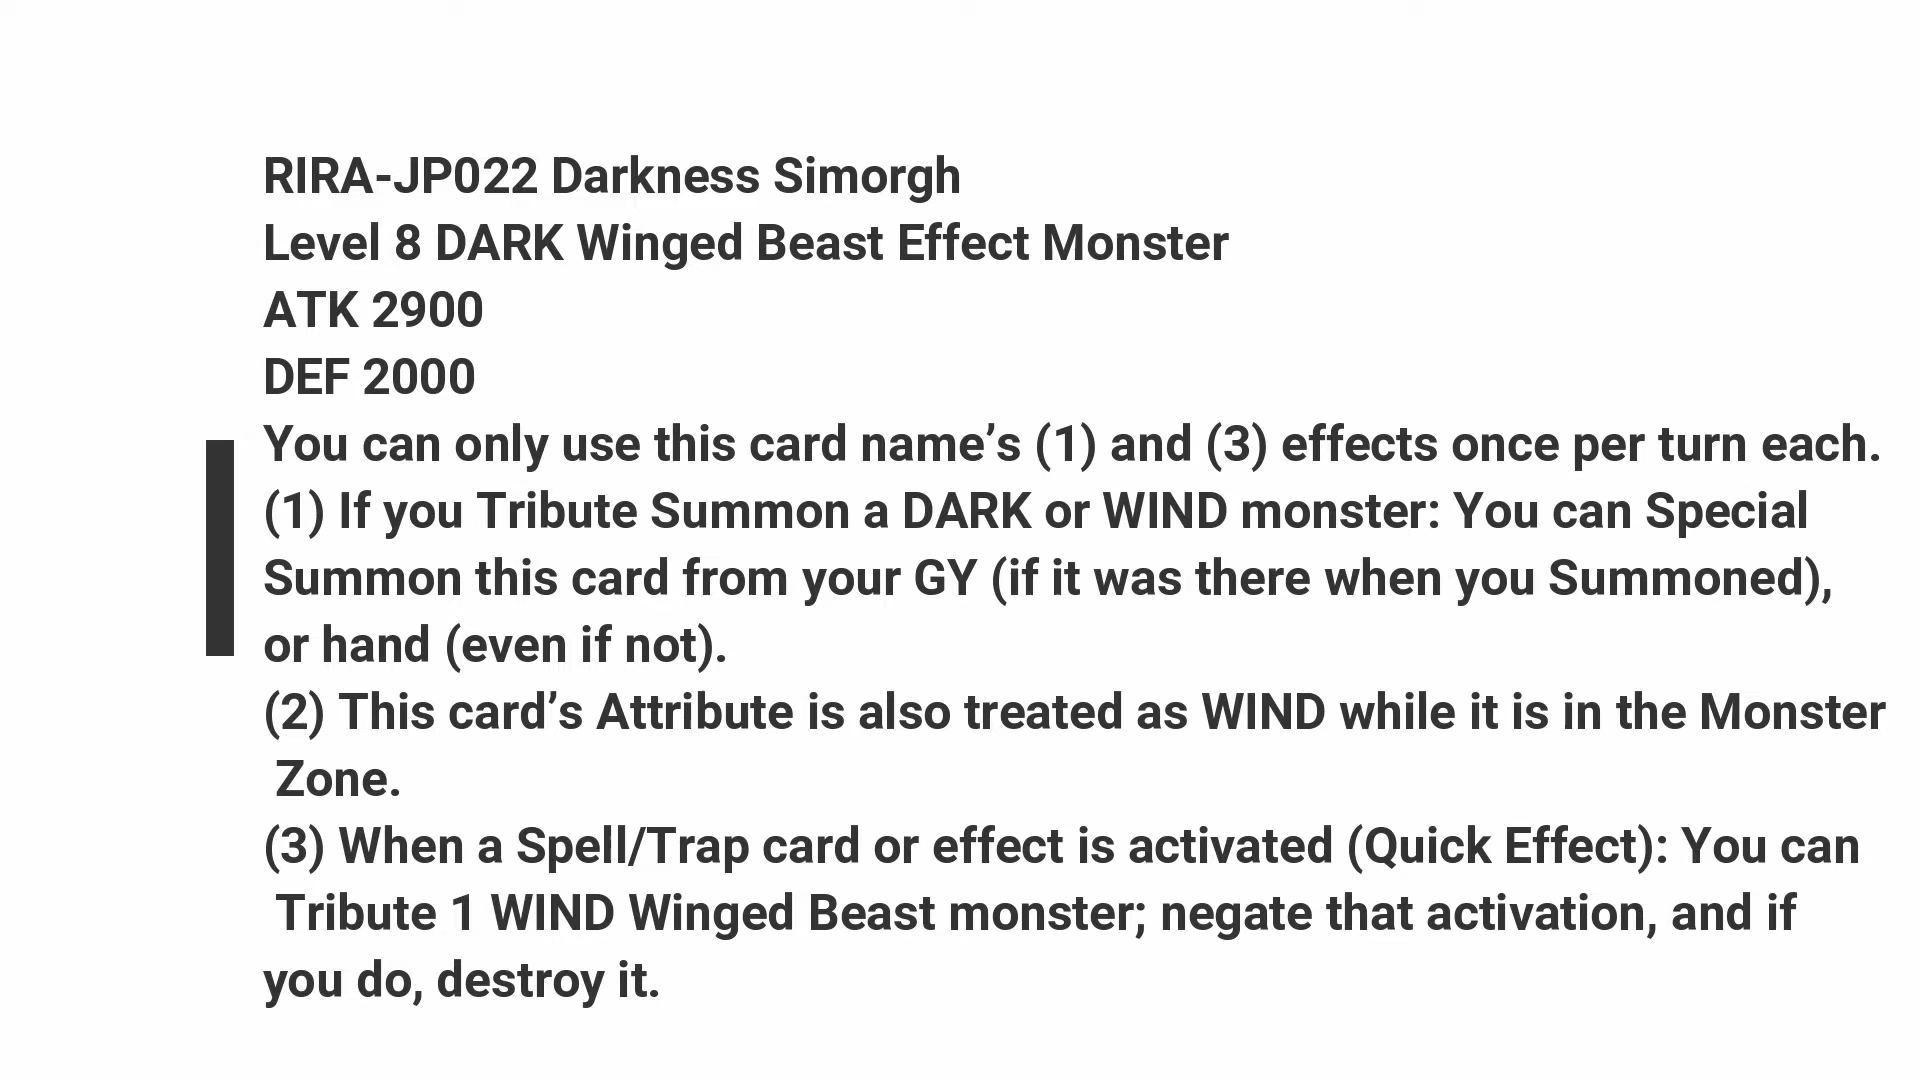 RIRA-JP022 Darkness Simorgh
Level 8 DARK Winged Beast Effect Monster
ATK 2900
DEF 2000
You can only use this card name’s (1) and (3) effects once per turn each.
(1) If you Tribute Summon a DARK or WIND monster: You can Special
Summon this card from your GY (if it was there when you Summoned),
or hand (even if not).
(2) This card’s Attribute is also treated as WIND while it is in the Monster
Zone.
(3) When a Spell/Trap card or effect is activated (Quick Effect): You can
Tribute 1 WIND Winged Beast monster; negate that activation, and if
you do, destroy it.